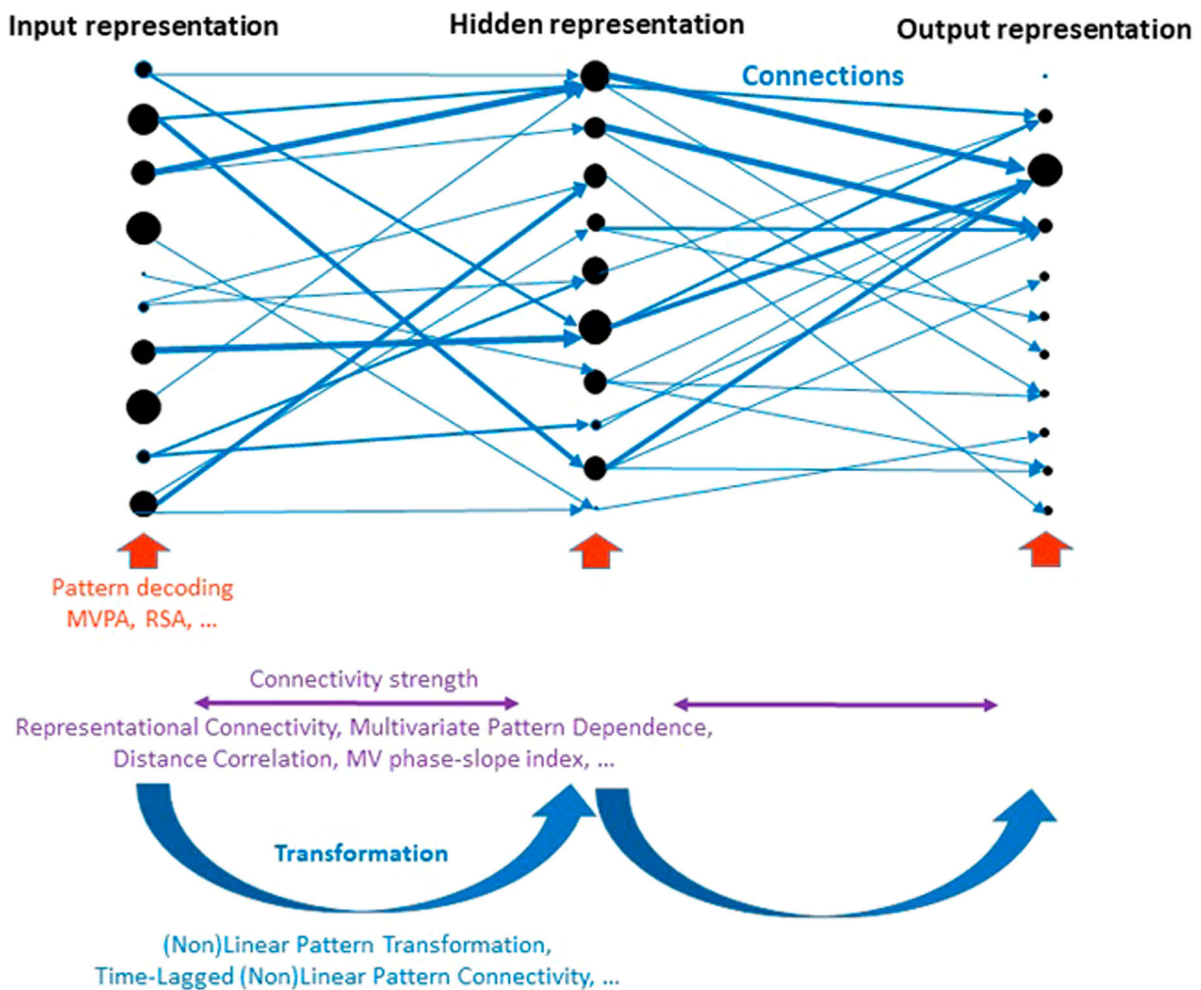 Input representation
Hidden representation
Output representation
Connections
Pattern decoding
MVPA, RSA, ...
Connectivity strength
Representational Connectivity, Multivariate Pattern Dependence,
Distance Correlation, MV phase-slope index, ...
Transformation
(Non)Linear Pattern Transformation,
Time-Lagged (Non)Linear Pattern Connectivity, ...